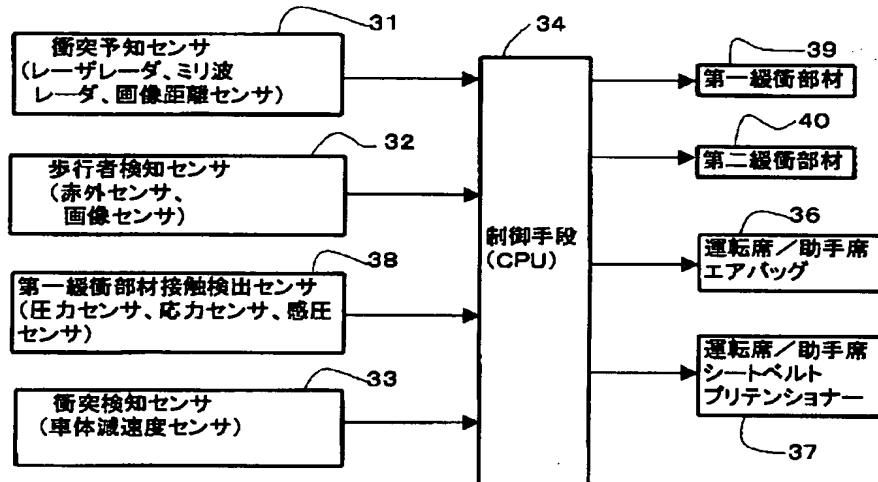 31
衝突予知センサ
(レーザレーダ、ミリ波
レーダ、画像距離センサ)
32
歩行者検知センサ
(赤外センサ、
画像センサ)
38
第一緩衝部材接触検出センサ
(圧力センサ、応力センサ、感圧
センサ)
33
衝突検知センサ
(車体減速度センサ)
34
制御手段
(CPU)
39
第一緩衝部材
40
第二緩衝部材
36
運転席/助手席
エアバッグ
運転席/助手席
シートベルト
プリテンショナー
37